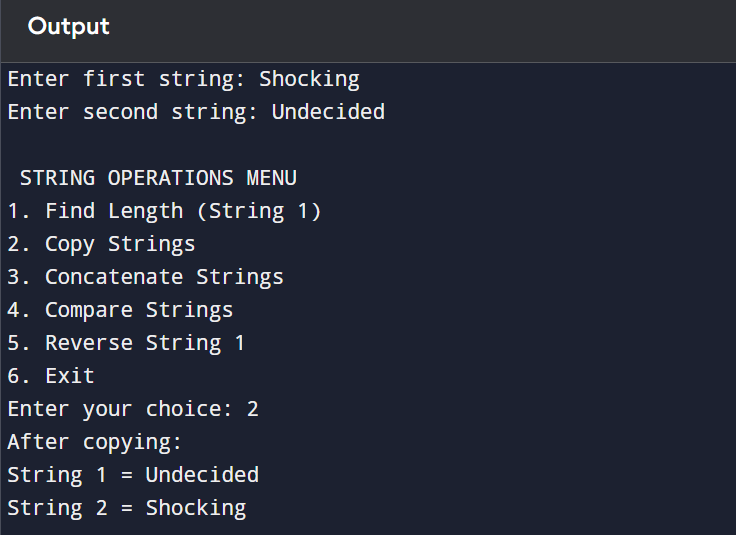 Output
Enter first string: Shocking
Enter second string: Undecided
STRING OPERATIONS MENU
1. Find Length (String 1)
2. Copy Strings
3. Concatenate Strings
4. Compare Strings
5. Reverse String 1
6. Exit
Enter your choice: 2
After copying:
String 1 = Undecided
String 2 = Shocking